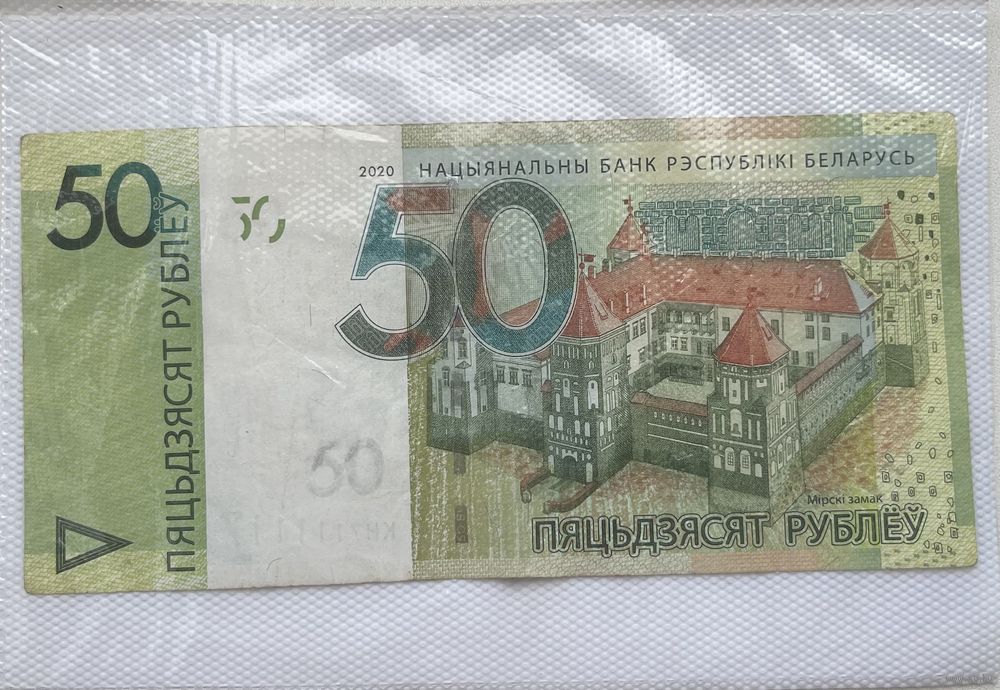 50
ПЯЦЬДЗЯСЯТ РУБЛЁЎ
2020 НАЦЫЯНАЛЬНЫ БАНК РЭСПУБЛІКІ БЕЛАРУСЬ
50
50
Мірскі замак
ПЯЦЬДЗЯСЯТ РУБЛЁЎ